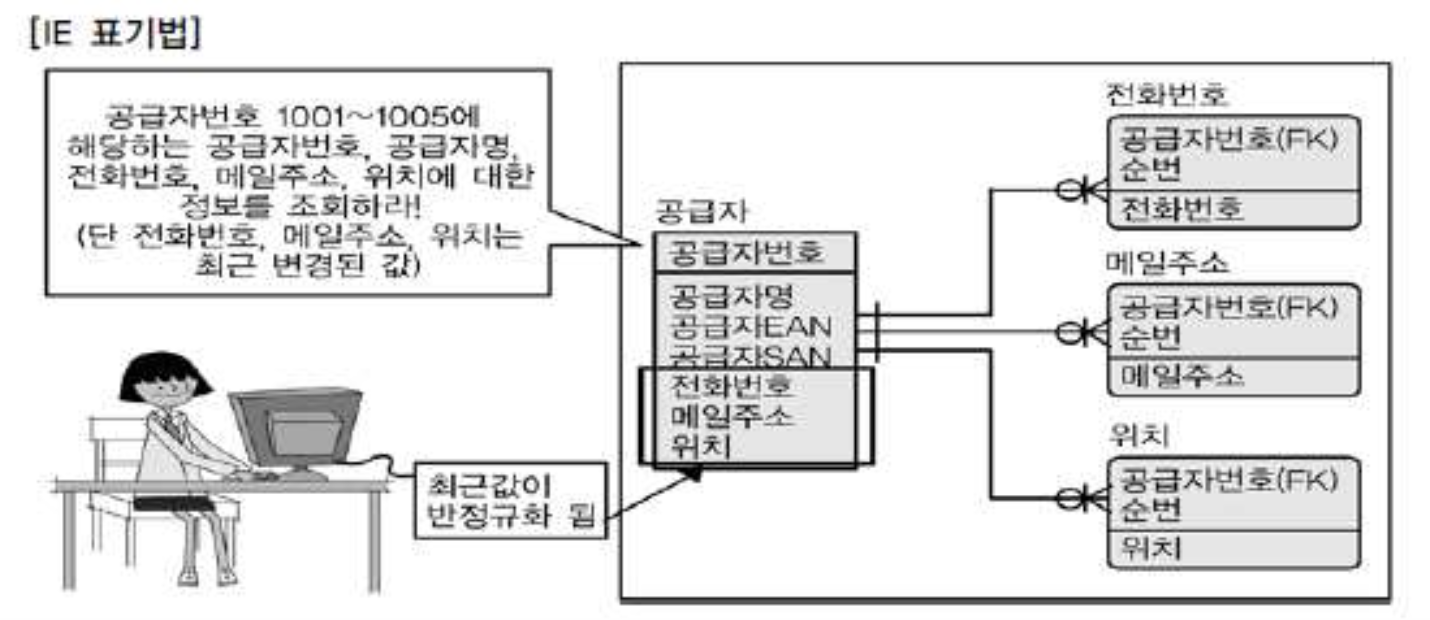 [IE 표기법]
공급자번호 1001~1005에
해당하는 공급자번호, 공급자명,
전화번호, 메일주소, 위치에 대한
정보를 조회하라!
(단 전화번호, 메일주소, 위치는
최근 변경된 값)
최근값이
반정규화 됨
공급자
공급자번호
공급자명
공급자EAN
공급자SAN
전화번호
메일주소
위치
전화번호
공급자번호(FK)
순번
전화번호
메일주소
공급자번호(FK)
순번
메일주소
위치
공급자번호(FK)
순번
위치